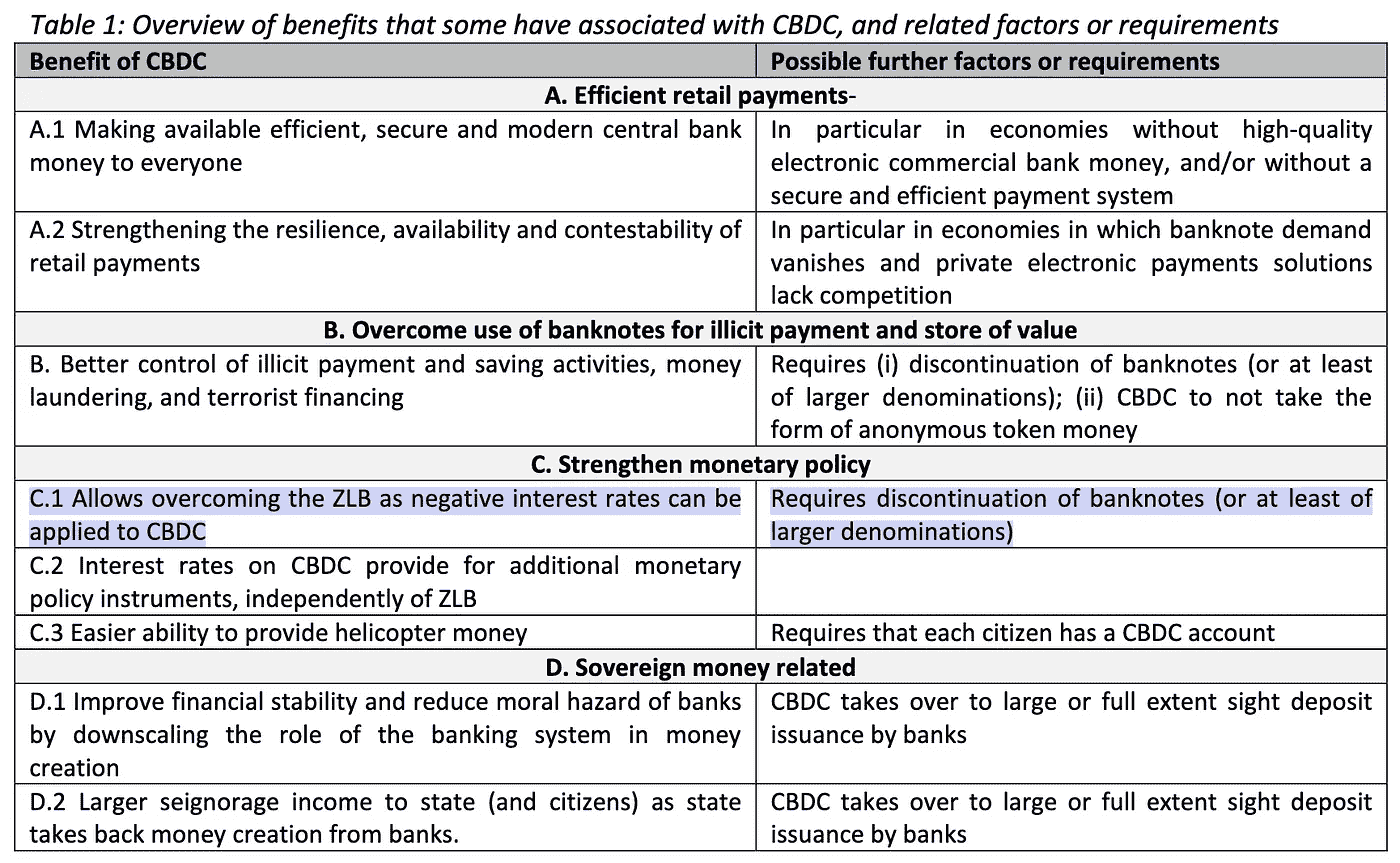 Table 1: Overview of benefits that some have associated with CBDC, and related factors or requirements
Benefit of CBDC
Possible further factors or requirements
A. Efficient retail payments-
A.1 Making available efficient, secure and modern central bank
money to everyone
In particular in economies without high-quality
electronic commercial bank money, and/or without a
secure and efficient payment system
A.2 Strengthening the resilience, availability and contestability of
retail payments
In particular in economies in which banknote demand
vanishes and private electronic payments solutions
lack competition
B. Overcome use of banknotes for illicit payment and store of value
B. Better control of illicit payment and saving activities, money
laundering, and terrorist financing
Requires (i) discontinuation of banknotes (or at least
of larger denominations); (ii) CBDC to not take the
form of anonymous token money
C. Strengthen monetary policy
C.1 Allows overcoming the ZLB as negative interest rates can be
applied to CBDC
Requires discontinuation of banknotes (or at least of
larger denominations)
C.2 Interest rates on CBDC provide for additional monetary
policy instruments, independently of ZLB
C.3 Easier ability to provide helicopter money
Requires that each citizen has a CBDC account
D. Sovereign money related
D.1 Improve financial stability and reduce moral hazard of banks
by downscaling the role of the banking system in money
creation
CBDC takes over to large or full extent sight deposit
issuance by banks
D.2 Larger seignorage income to state (and citizens) as state
takes back money creation from banks.
CBDC takes over to large or full extent sight deposit
issuance by banks